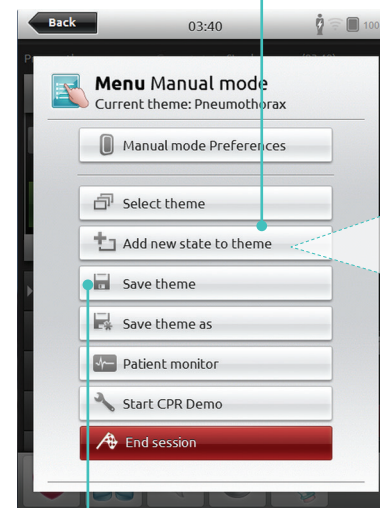 Back 03:40 100
Menu Manual mode
Current theme: Pneumothorax
Manual mode Preferences
Select theme
Add new state to theme
Save theme
Save theme as
Patient monitor
Start CPR Demo
End session